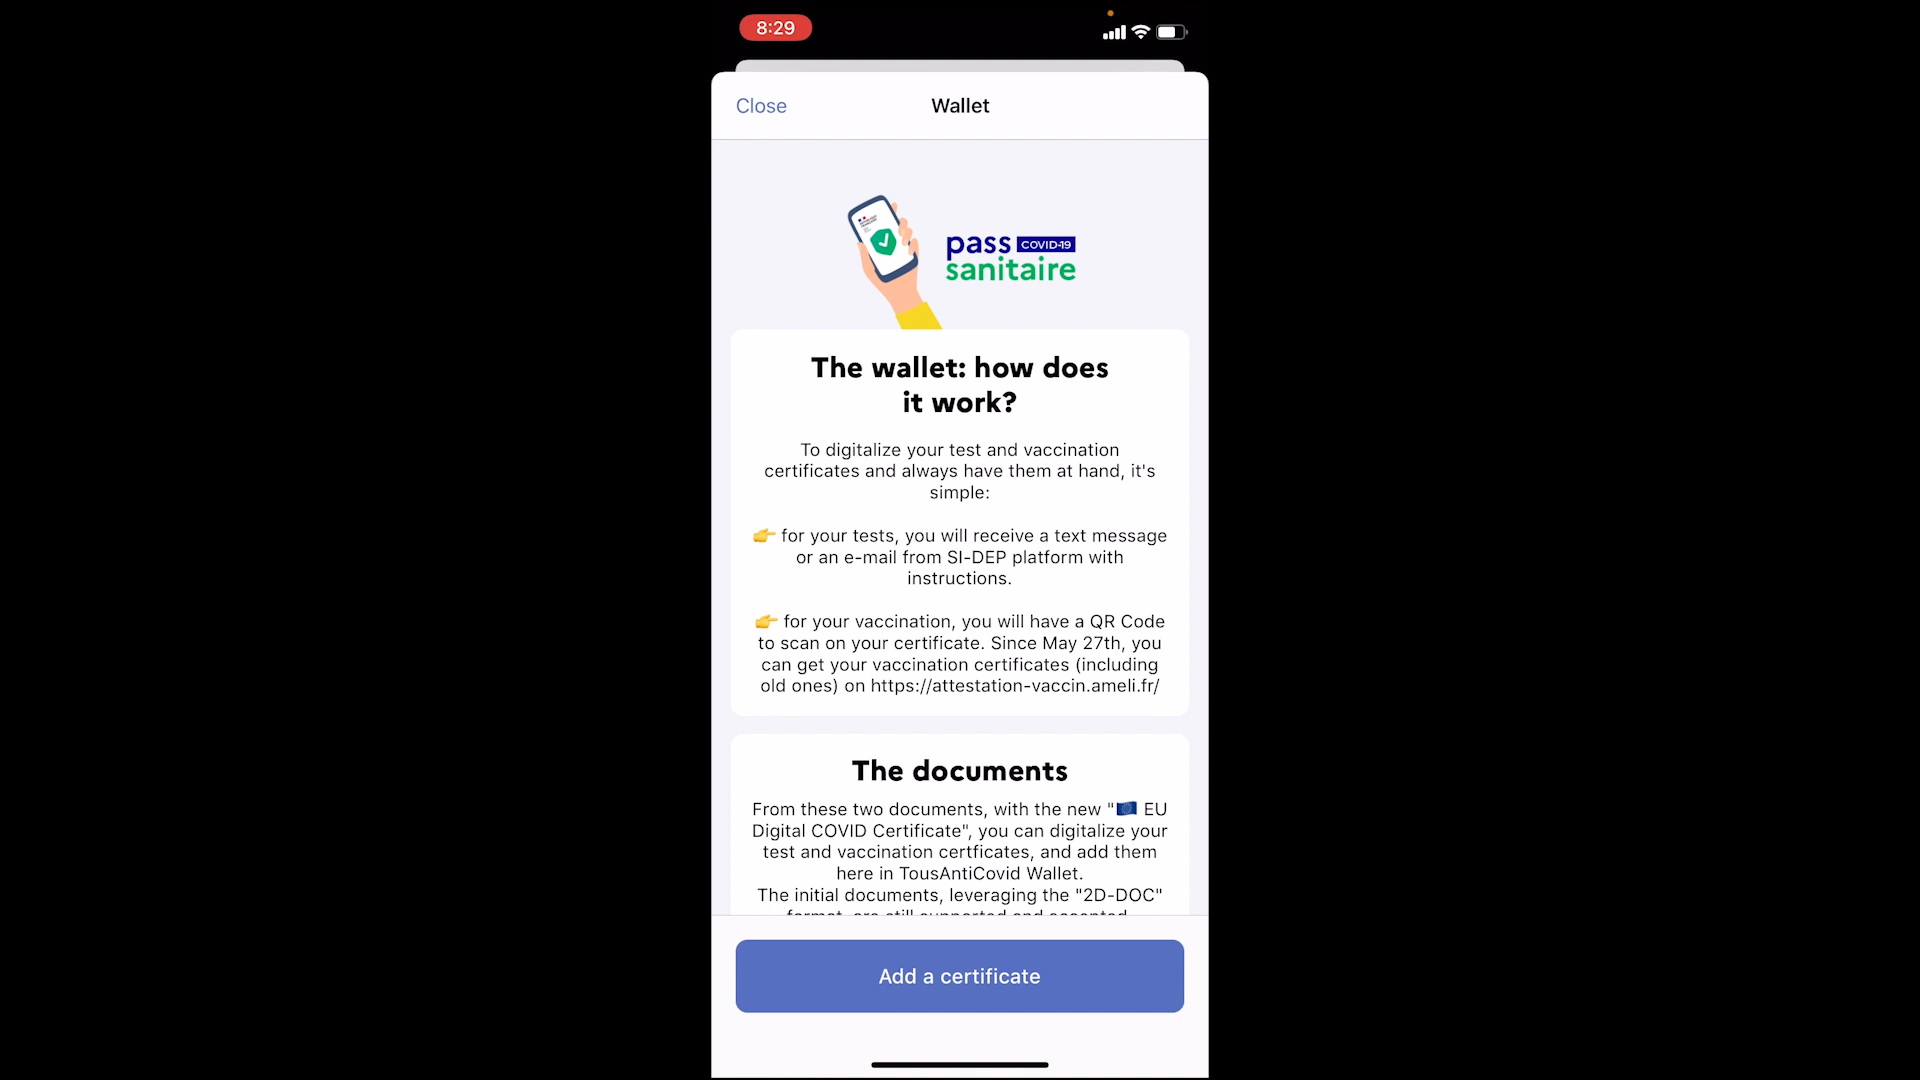 8:29
Close
Wallet
pass COVID-19
sanitaire
The wallet: how does
it work?
To digitalize your test and vaccination
certificates and always have them at hand, it's
simple:
👉 for your tests, you will receive a text message
or an e-mail from SI-DEP platform with
instructions.
👉 for your vaccination, you will have a QR Code
to scan on your certificate. Since May 27th, you
can get your vaccination certificates (including
old ones) on https://attestation-vaccin.ameli.fr/
The documents
From these two documents, with the new "🇪🇺 EU
Digital COVID Certificate", you can digitalize your
test and vaccination certficates, and add them
here in TousAntiCovid Wallet.
The initial documents, leveraging the "2D-DOC"
format, are still supported and accepted.
Add a certificate